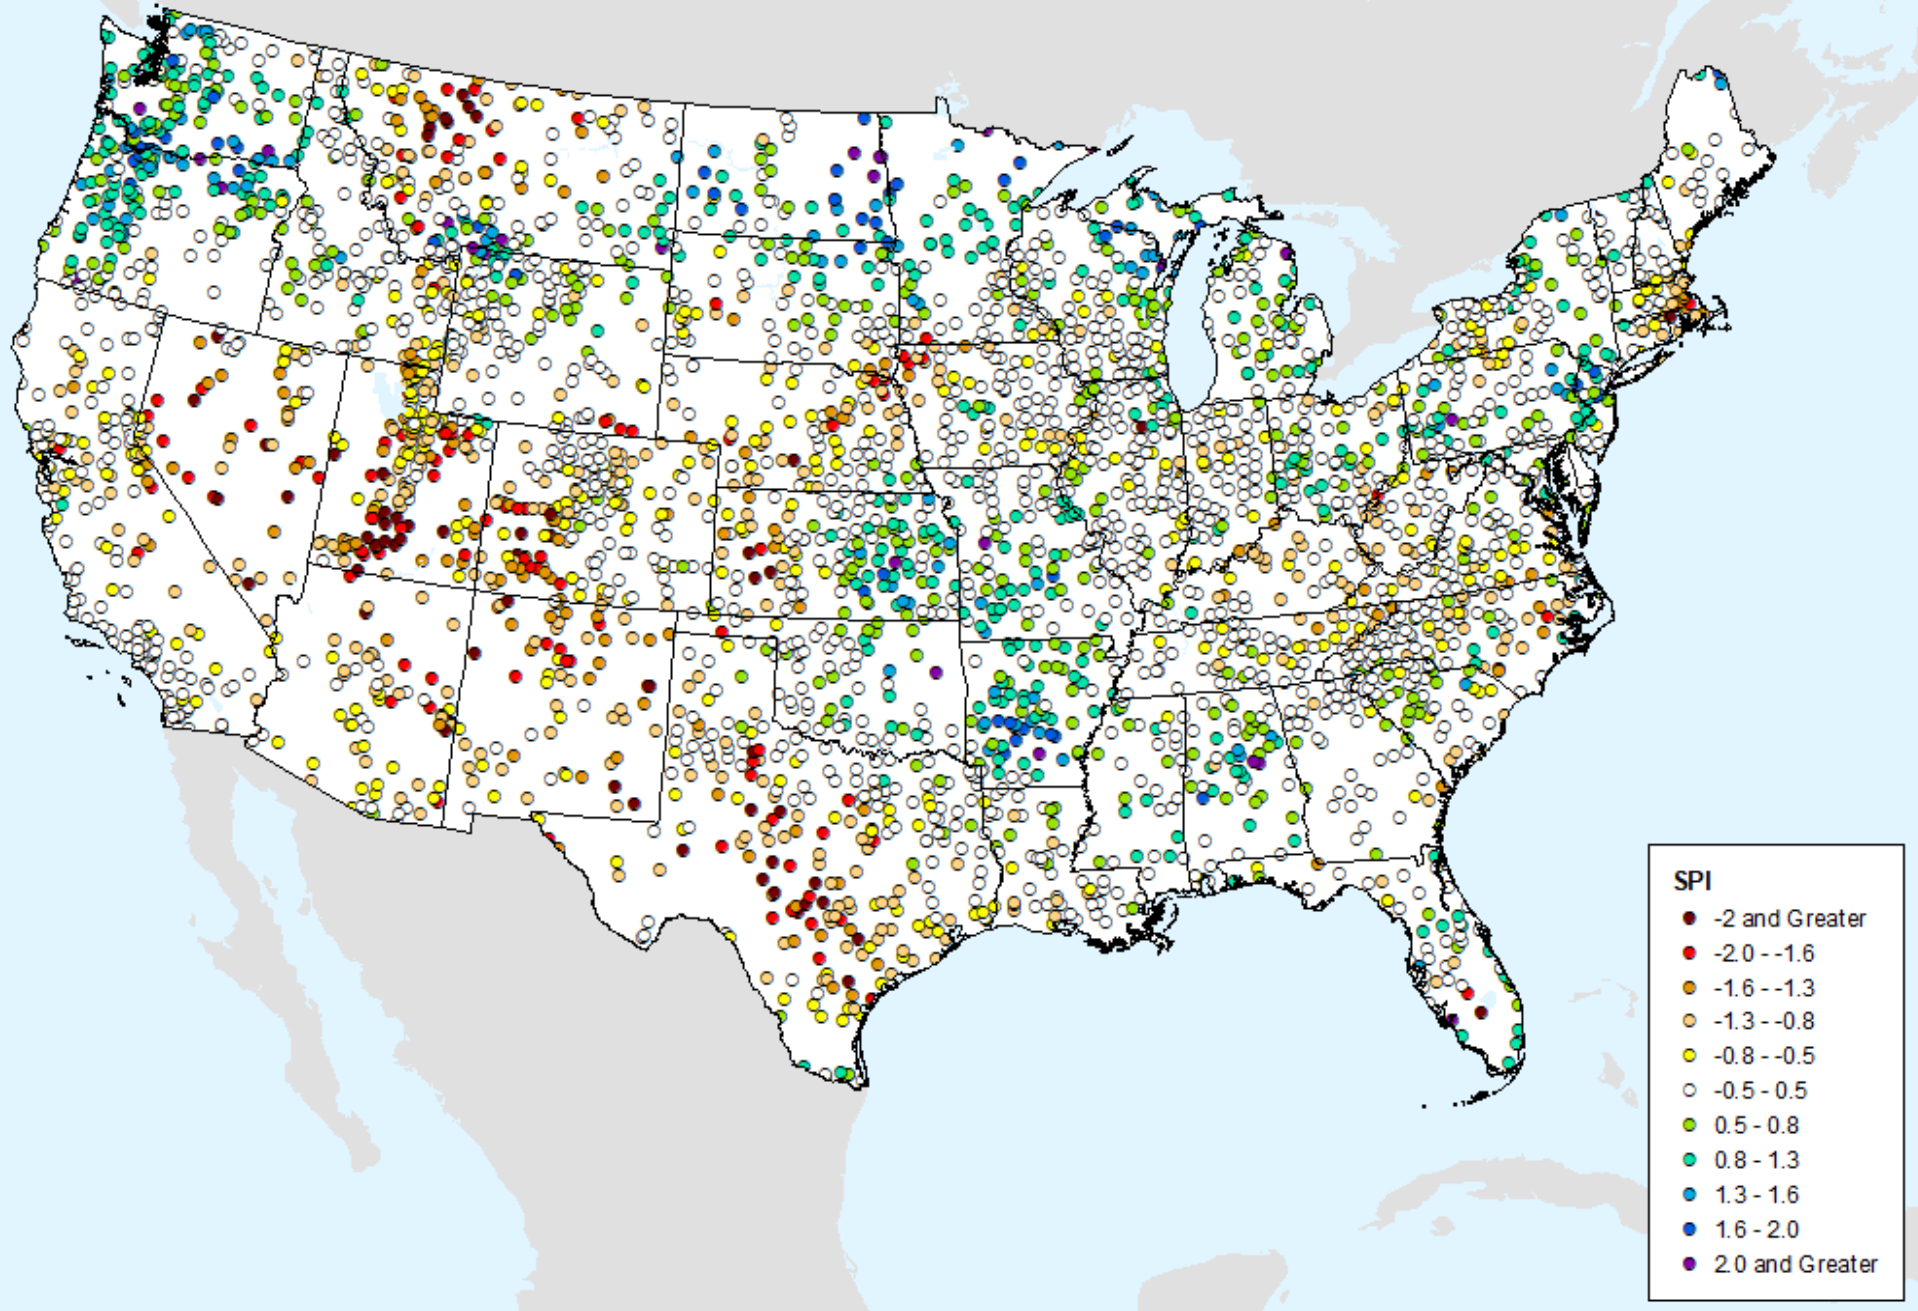 SPI
-2 and Greater
-2.0 - -1.6
-1.6 - -1.3
-1.3 - -0.8
-0.8 - -0.5
-0.5 - 0.5
0.5 - 0.8
0.8 - 1.3
1.3 - 1.6
1.6 - 2.0
2.0 and Greater